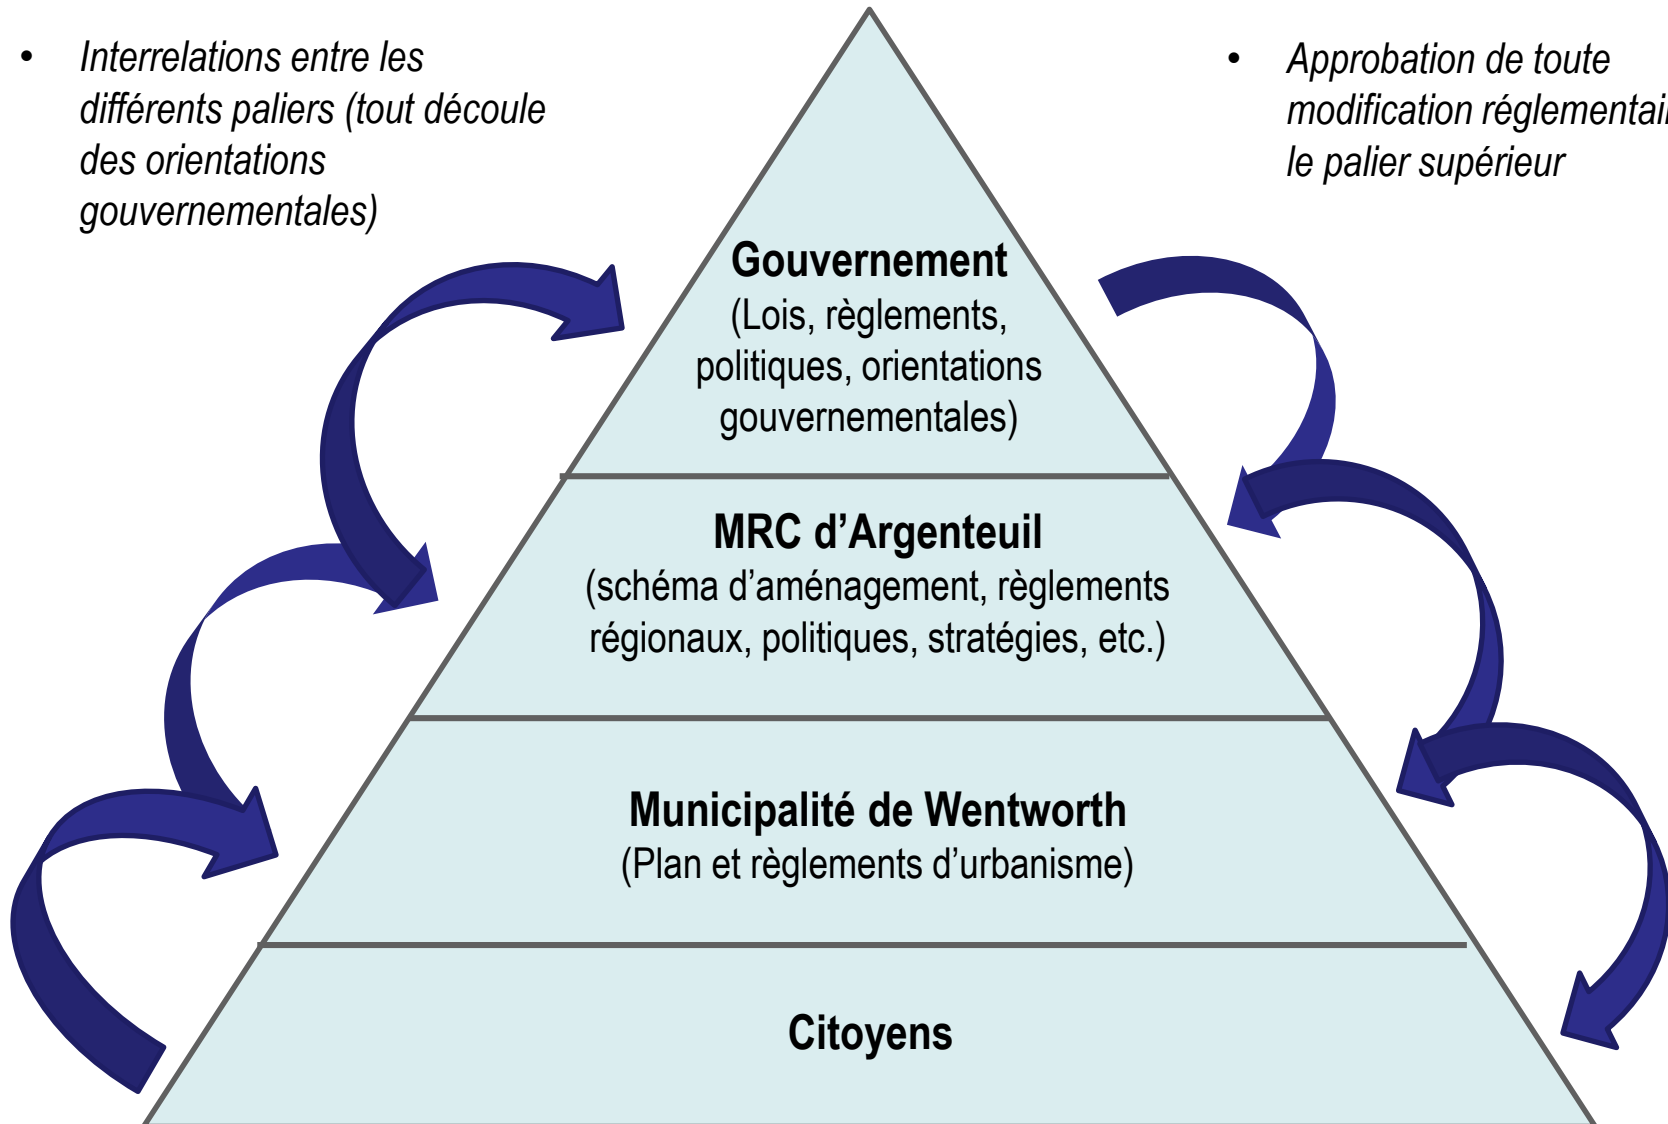 • Interrelations entre les
différents paliers (tout découle
des orientations
gouvernementales)
• Approbation de toute
modification
le palier supérieur
Gouvernement
(Lois, règlements,
politiques, orientations
gouvernementales)
MRC d’Argenteuil
(schéma d’aménagement, règlements
régionaux, politiques, stratégies, etc.)
Municipalité de Wentworth
(Plan et règlements d’urbanisme)
Citoyens